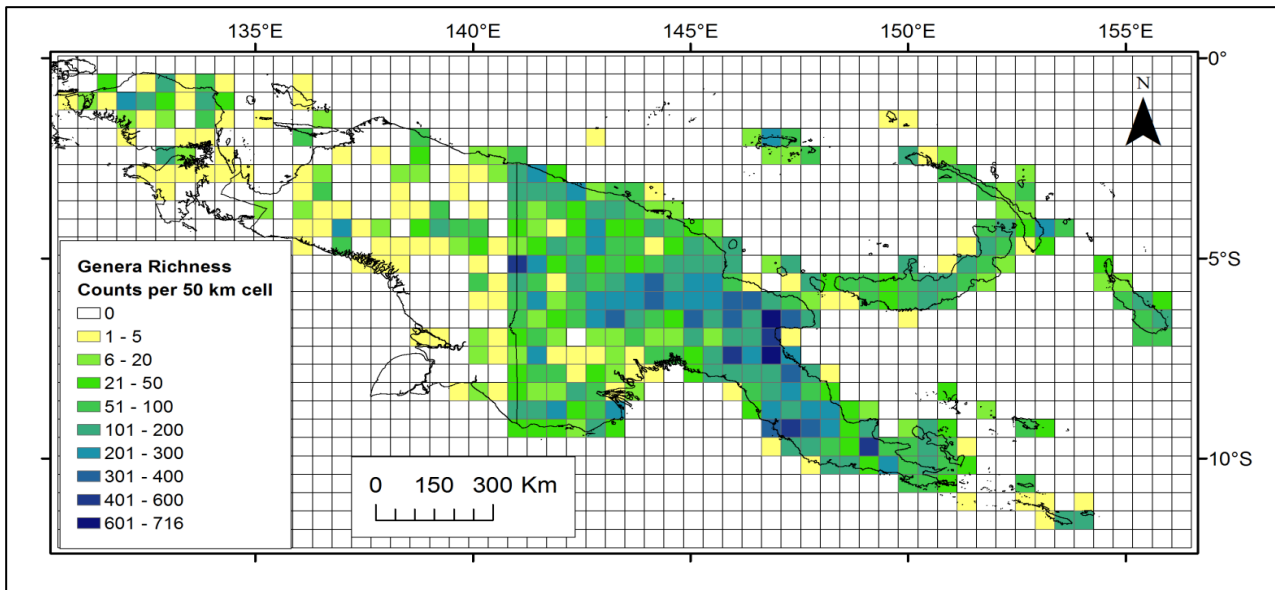 135°E 140°E 145°E 150°E 155°E
0°
N
5°S
10°S
Genera Richness
Counts per 50 km cell
0
1 - 5
6 - 20
21 - 50
51 - 100
101 - 200
201 - 300
301 - 400
401 - 600
601 - 716
0 150 300 Km